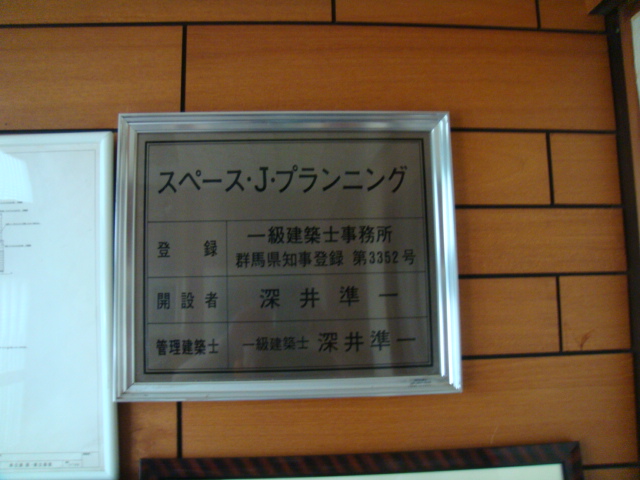 スペース・J・プランニング
登録 一級建築士事務所
群馬県知事登録 第3352号
開設者 深井準一
管理建築士 一級建築士 深井準一